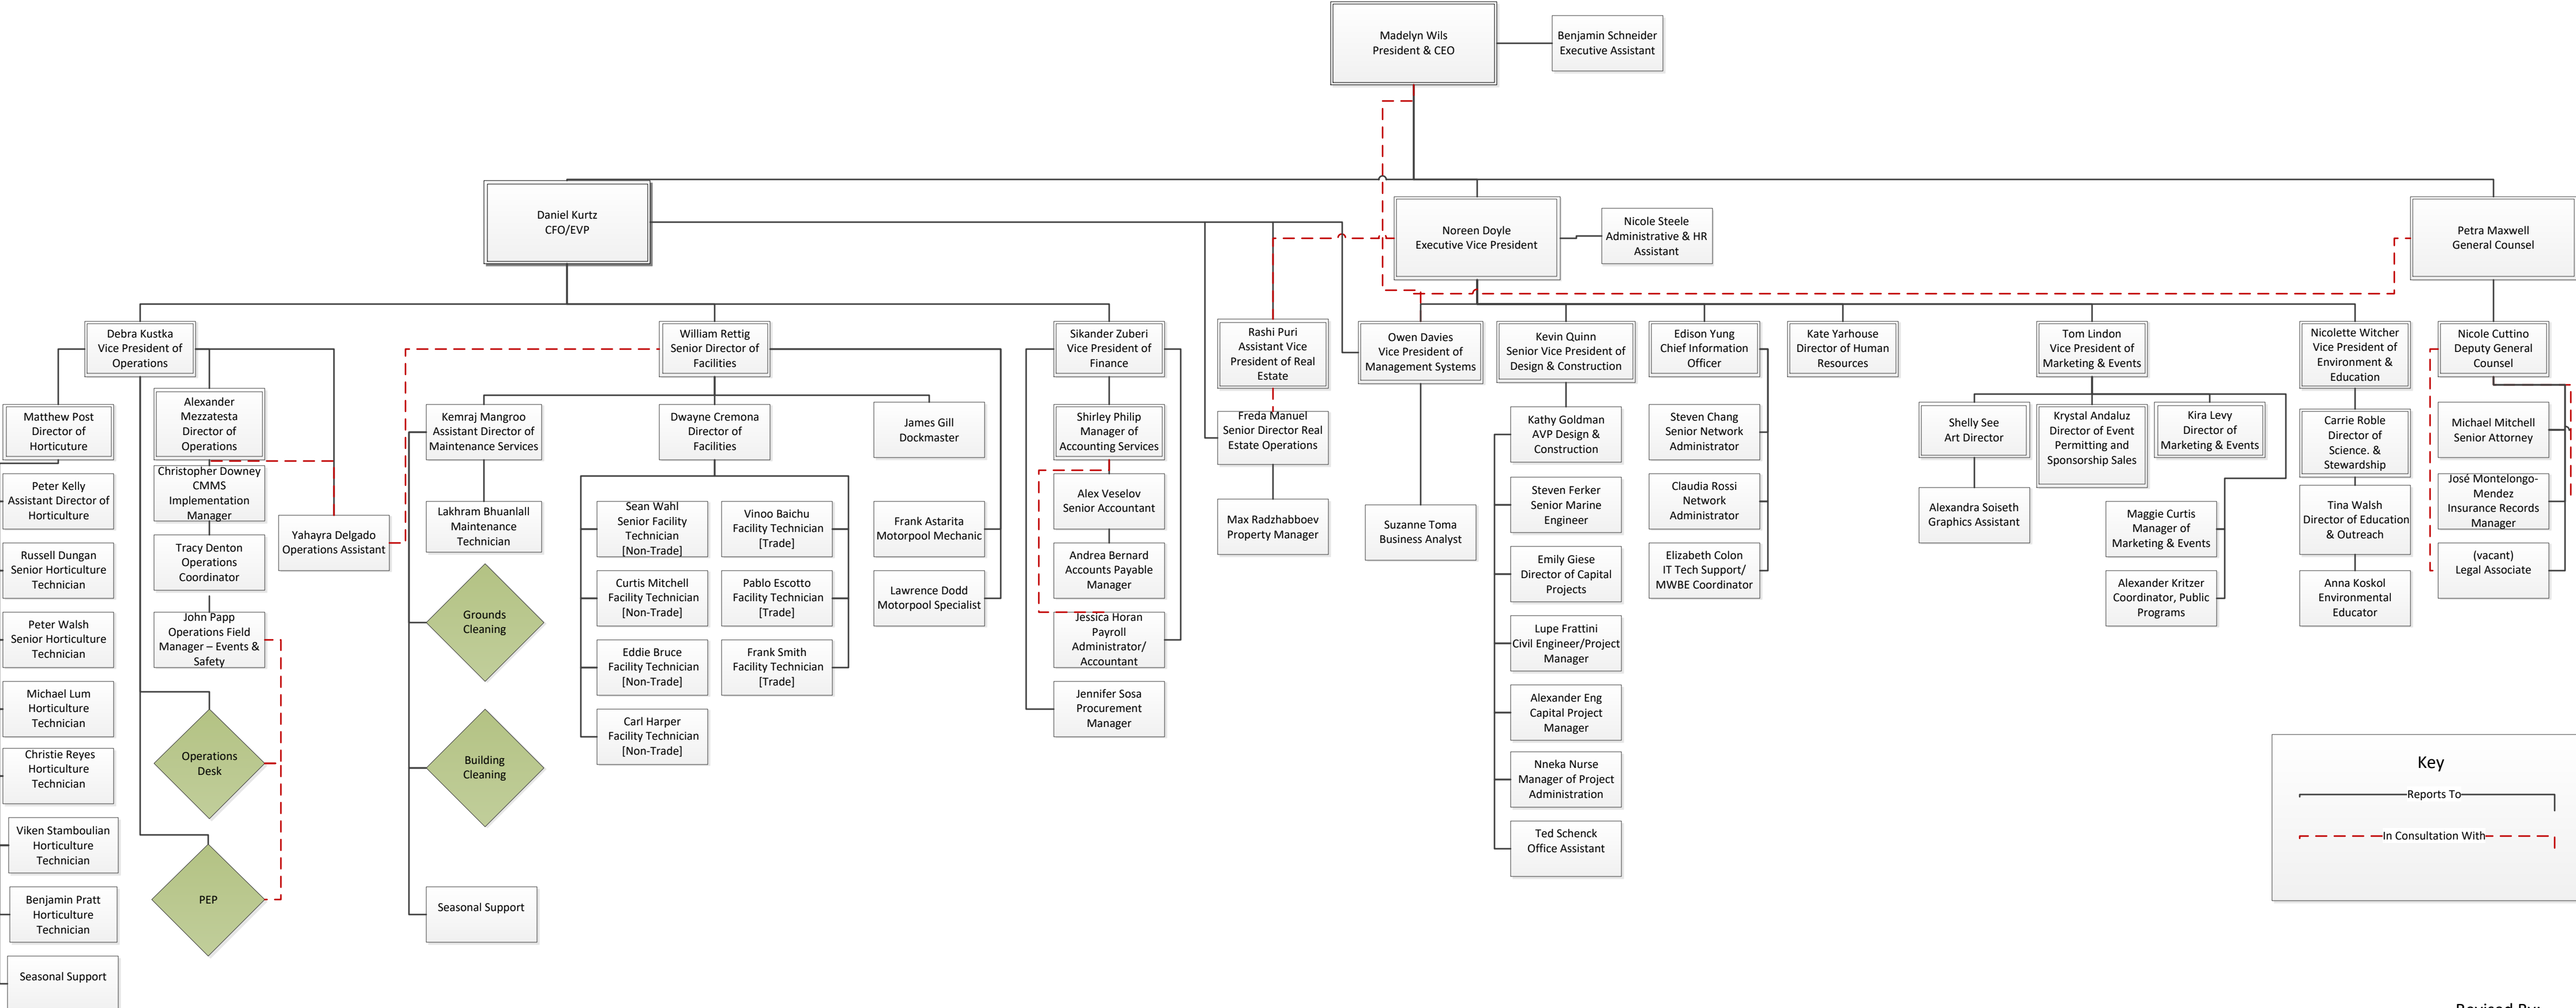 Madelyn Wils
President & CEO
Benjamin Schneider
Executive Assistant
Daniel Kurtz
CFO/EVP
Noreen Doyle
Executive Vice President
Nicole Steele
Administrative & HR
Assistant
Petra Maxwell
General Counsel
Debra Kustka
Vice President of
Operations
William Rettig
Senior Director of
Facilities
Sikander Zuberi
Vice President of
Finance
Rashi Puri
Assistant Vice
President of Real
Estate
Owen Davies
Vice President of
Management Systems
Kevin Quinn
Senior Vice President of
Design & Construction
Edison Yung
Chief Information
Officer
Kate Yarhouse
Director of Human
Resources
Tom Lindon
Vice President of
Marketing & Events
Nicolette Witcher
Vice President of
Environment &
Education
Nicole Cuttino
Deputy General
Counsel
Matthew Post
Director of
Horticuture
Peter Kelly
Assistant Director of
Horticulture
Russell Dungan
Senior Horticulture
Technician
Peter Walsh
Senior Horticulture
Technician
Michael Lum
Horticulture
Technician
Christie Reyes
Horticulture
Technician
Viken Stamboulian
Horticulture
Technician
Benjamin Pratt
Horticulture
Technician
Seasonal Support
Alexander
Mezzatesta
Director of
Operations
Christopher Downey
CMMS
Implementation
Manager
Tracy Denton
Operations
Coordinator
John Papp
Operations Field
Manager – Events &
Safety
Operations
Desk
PEP
Yahayra Delgado
Operations Assistant
Kemraj Mangroo
Assistant Director of
Maintenance Services
Lakhram Bhuanlall
Maintenance
Technician
Grounds
Cleaning
Building
Cleaning
Seasonal Support
Dwayne Cremona
Director of
Facilities
Sean Wahl
Senior Facility
Technician
[Non-Trade]
Curtis Mitchell
Facility Technician
[Non-Trade]
Eddie Bruce
Facility Technician
[Non-Trade]
Carl Harper
Facility Technician
[Non-Trade]
Vinoo Baichu
Facility Technician
[Trade]
Pablo Escotto
Facility Technician
[Trade]
Frank Smith
Facility Technician
[Trade]
James Gill
Dockmaster
Frank Astarita
Motorpool Mechanic
Lawrence Dodd
Motorpool Specialist
Shirley Philip
Manager of
Accounting Services
Alex Veselov
Senior Accountant
Andrea Bernard
Accounts Payable
Manager
Jessica Horan
Payroll
Administrator/
Accountant
Jennifer Sosa
Procurement
Manager
Freda Manuel
Senior Director Real
Estate Operations
Max Radzhabboev
Property Manager
Suzanne Toma
Business Analyst
Kathy Goldman
AVP Design &
Construction
Steven Ferker
Senior Marine
Engineer
Emily Giese
Director of Capital
Projects
Lupe Frattini
Civil Engineer/Project
Manager
Alexander Eng
Capital Project
Manager
Nneka Nurse
Manager of Project
Administration
Ted Schenck
Office Assistant
Steven Chang
Senior Network
Administrator
Claudia Rossi
Network
Administrator
Elizabeth Colon
IT Tech Support/
MWBE Coordinator
Shelly See
Art Director
Alexandra Soiseth
Graphics Assistant
Krystal Andaluz
Director of Event
Permitting and
Sponsorship Sales
Kira Levy
Director of
Marketing & Events
Maggie Curtis
Manager of
Marketing & Events
Alexander Kritzer
Coordinator, Public
Programs
Carrie Roble
Director of
Science. &
Stewardship
Tina Walsh
Director of Education
& Outreach
Anna Koskol
Environmental
Educator
Michael Mitchell
Senior Attorney
José Montelongo-
Mendez
Insurance Records
Manager
(vacant)
Legal Associate
Key
Reports To
In Consultation With